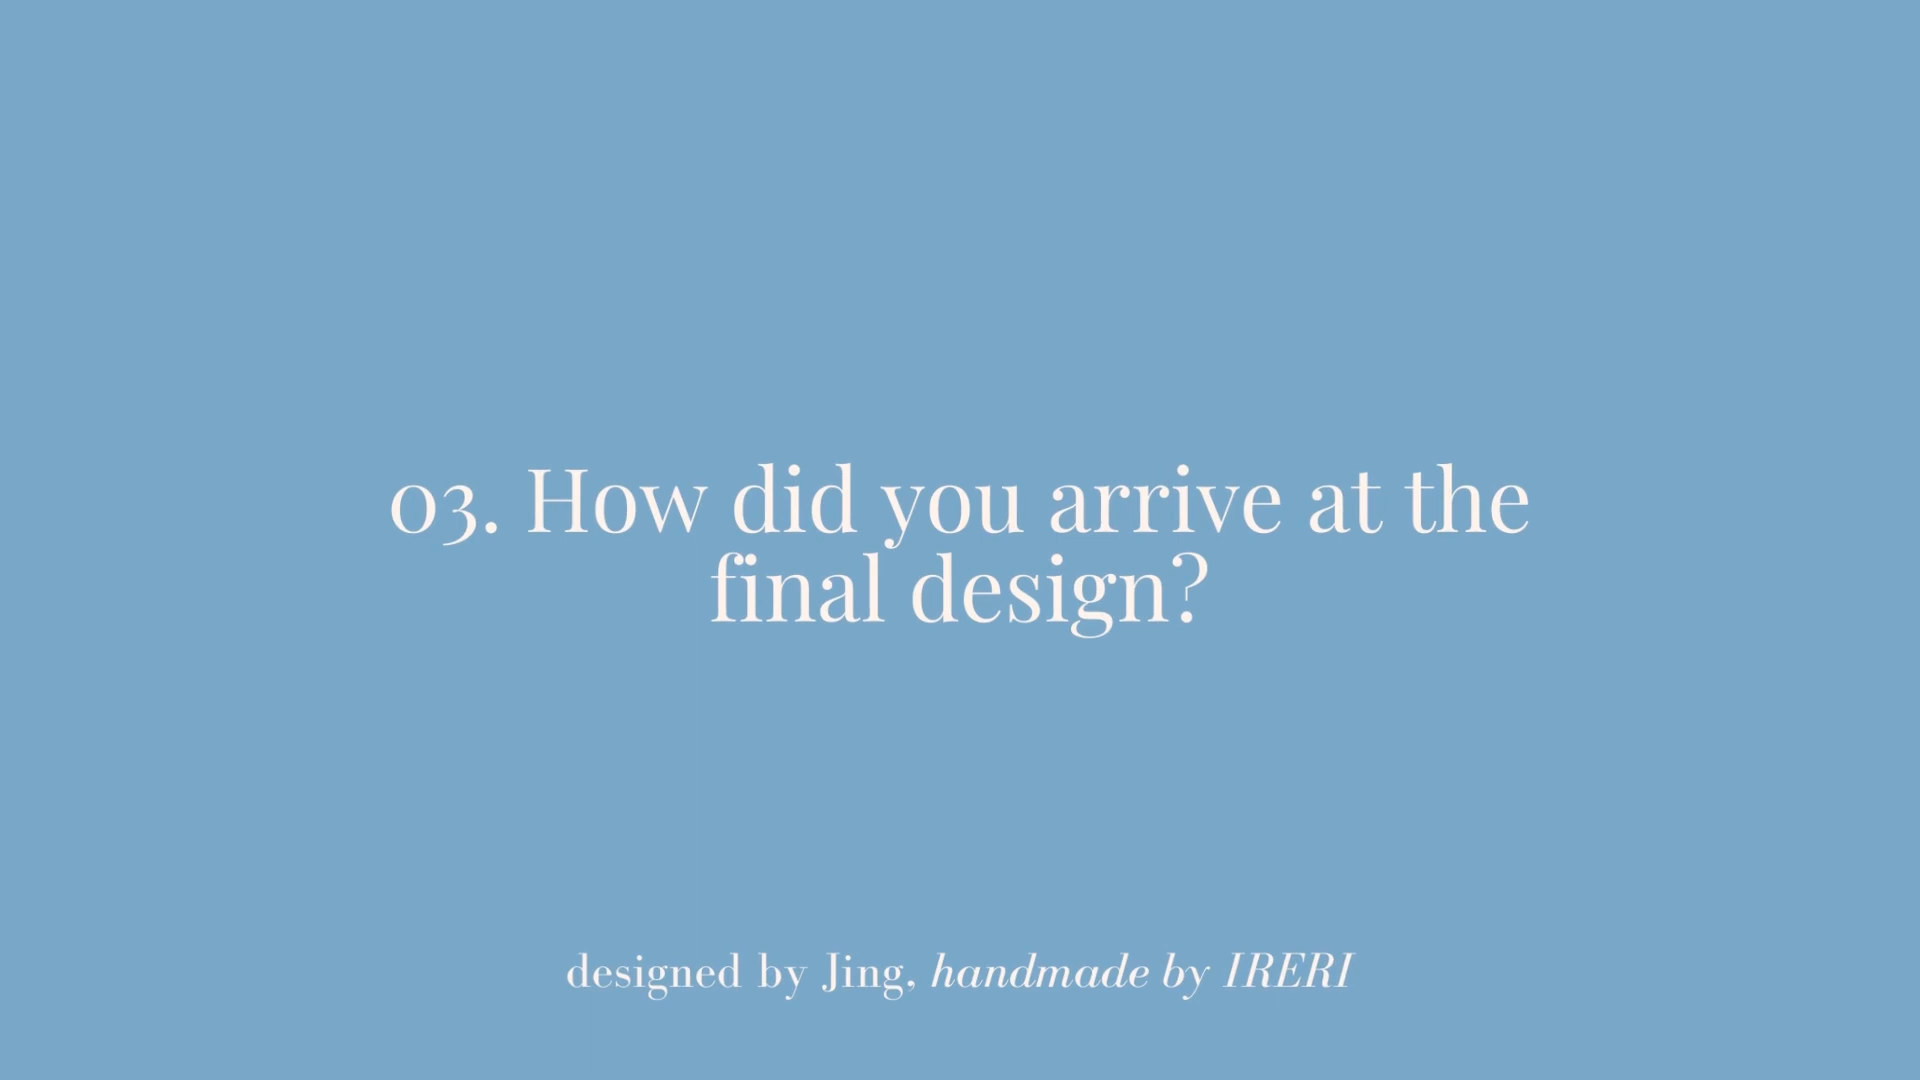 03. How did you arrive at the
final design?
designed by Jing, handmade by IRERI